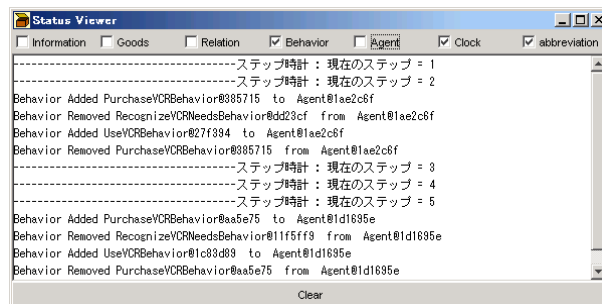 Status Viewer
Information Goods Relation Behavior Agent Clock abbreviation
----------------------------------ステップ時計 : 現在のステップ = 1
----------------------------------ステップ時計 : 現在のステップ = 2
Behavior Added PurchaseVCRBehavior@385715 to Agent@1ae2c6f
Behavior Removed RecognizeVCRNeedsBehavior@dd23cf from Agent@1ae2c6f
Behavior Added UseVCRBehavior@27f394 to Agent@1ae2c6f
Behavior Removed PurchaseVCRBehavior@385715 from Agent@1ae2c6f
----------------------------------ステップ時計 : 現在のステップ = 3
----------------------------------ステップ時計 : 現在のステップ = 4
----------------------------------ステップ時計 : 現在のステップ = 5
Behavior Added PurchaseVCRBehavior@aa5e75 to Agent@1d1695e
Behavior Removed RecognizeVCRNeedsBehavior@11f5ff9 from Agent@1d1695e
Behavior Added UseVCRBehavior@1c83d89 to Agent@1d1695e
Behavior Removed PurchaseVCRBehavior@aa5e75 from Agent@1d1695e
Clear